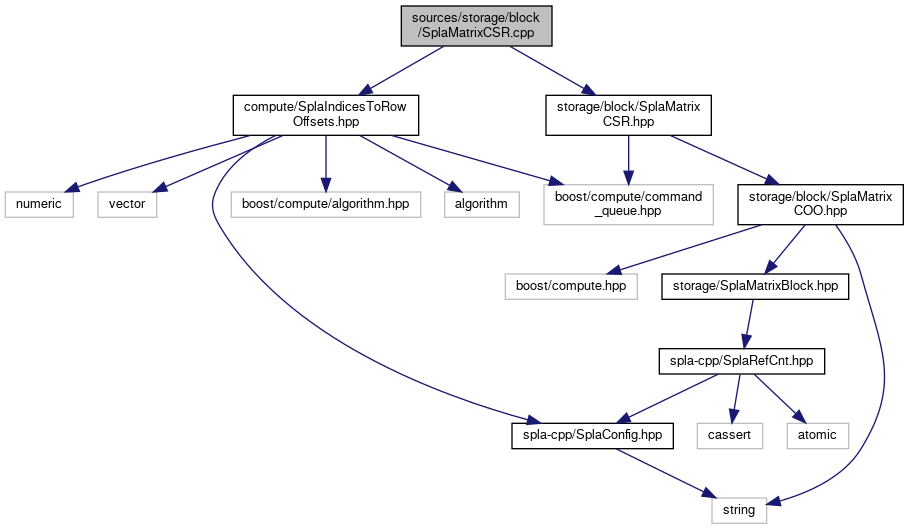 sources/storage/block
/SplaMatrixCSR.cpp
compute/SplaIndicesToRow
Offsets.hpp
storage/block/SplaMatrix
CSR.hpp
numeric
vector
boost/compute/algorithm.hpp
algorithm
boost/compute/command
_queue.hpp
storage/block/SplaMatrix
COO.hpp
boost/compute.hpp
storage/SplaMatrixBlock.hpp
spla-cpp/SplaRefCnt.hpp
spla-cpp/SplaConfig.hpp
cassert
atomic
string